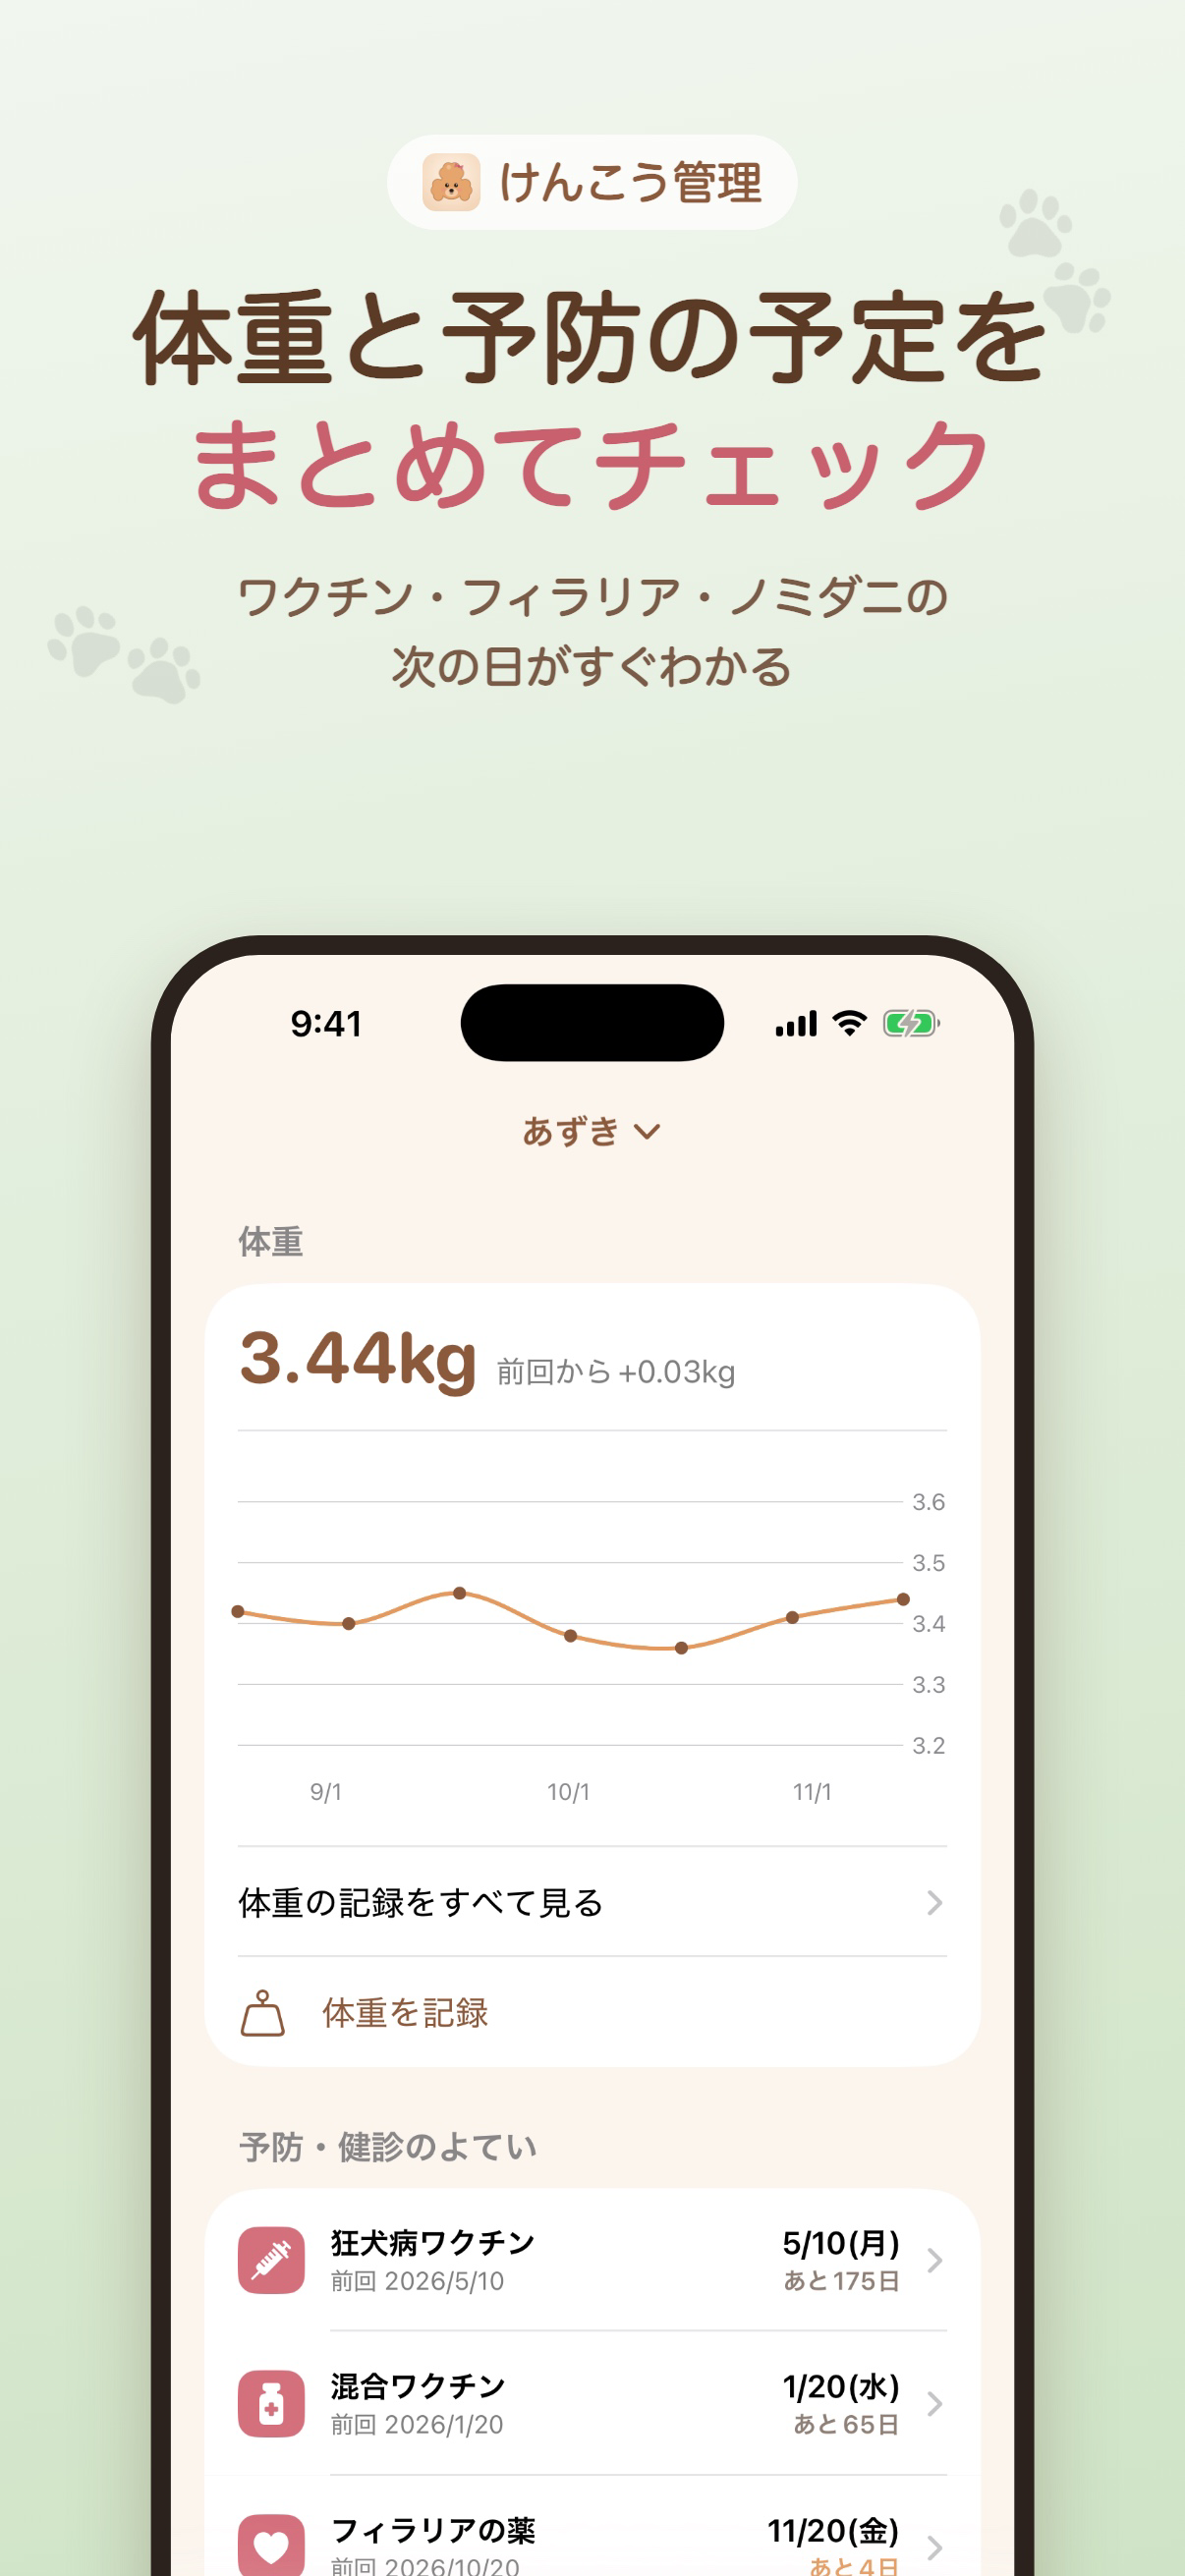 けんこう管理
体重と予防の予定を
まとめてチェック
ワクチン・フィラリア・ノミダニの
次の日がすぐわかる
9:41
あずき
体重
3.44kg 前回から+0.03kg
3.6
3.5
3.4
3.3
3.2
9/1 10/1 11/1
体重の記録をすべて見る
体重を記録
予防・健診のよてい
狂犬病ワクチン 5/10(月)
前回 2026/5/10 あと175日
混合ワクチン 1/20(水)
前回 2026/1/20 あと65日
フィラリアの薬 11/20(金)
前回 2026/10/20 あと4日